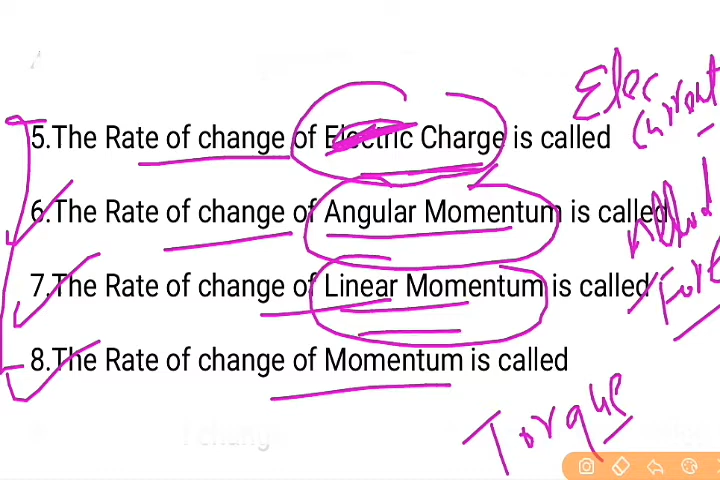 Elec
Current
5.The Rate of change of Electric Charge is called
6.The Rate of change of Angular Momentum is called
7.The Rate of change of Linear Momentum is called
8.The Rate of change of Momentum is called
Torque